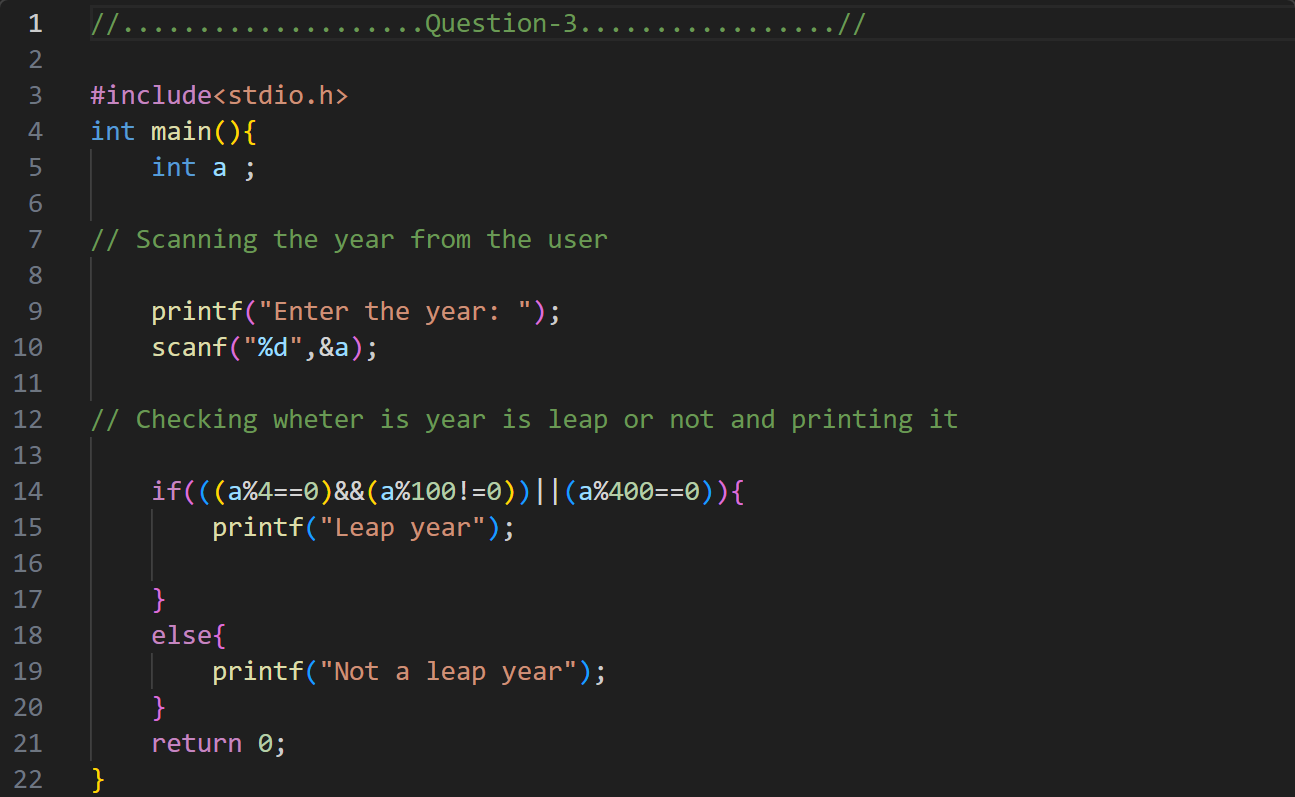 1 //....................Question-3.................//
2
3 #include<stdio.h>
4 int main(){
5     int a ;
6
7 // Scanning the year from the user
8
9     printf("Enter the year: ");
10     scanf("%d",&a);
11
12 // Checking wheter is year is leap or not and printing it
13
14     if(((a%4==0)&&(a%100!=0))||(a%400==0)){
15         printf("Leap year");
16
17     }
18     else{
19         printf("Not a leap year");
20     }
21     return 0;
22 }